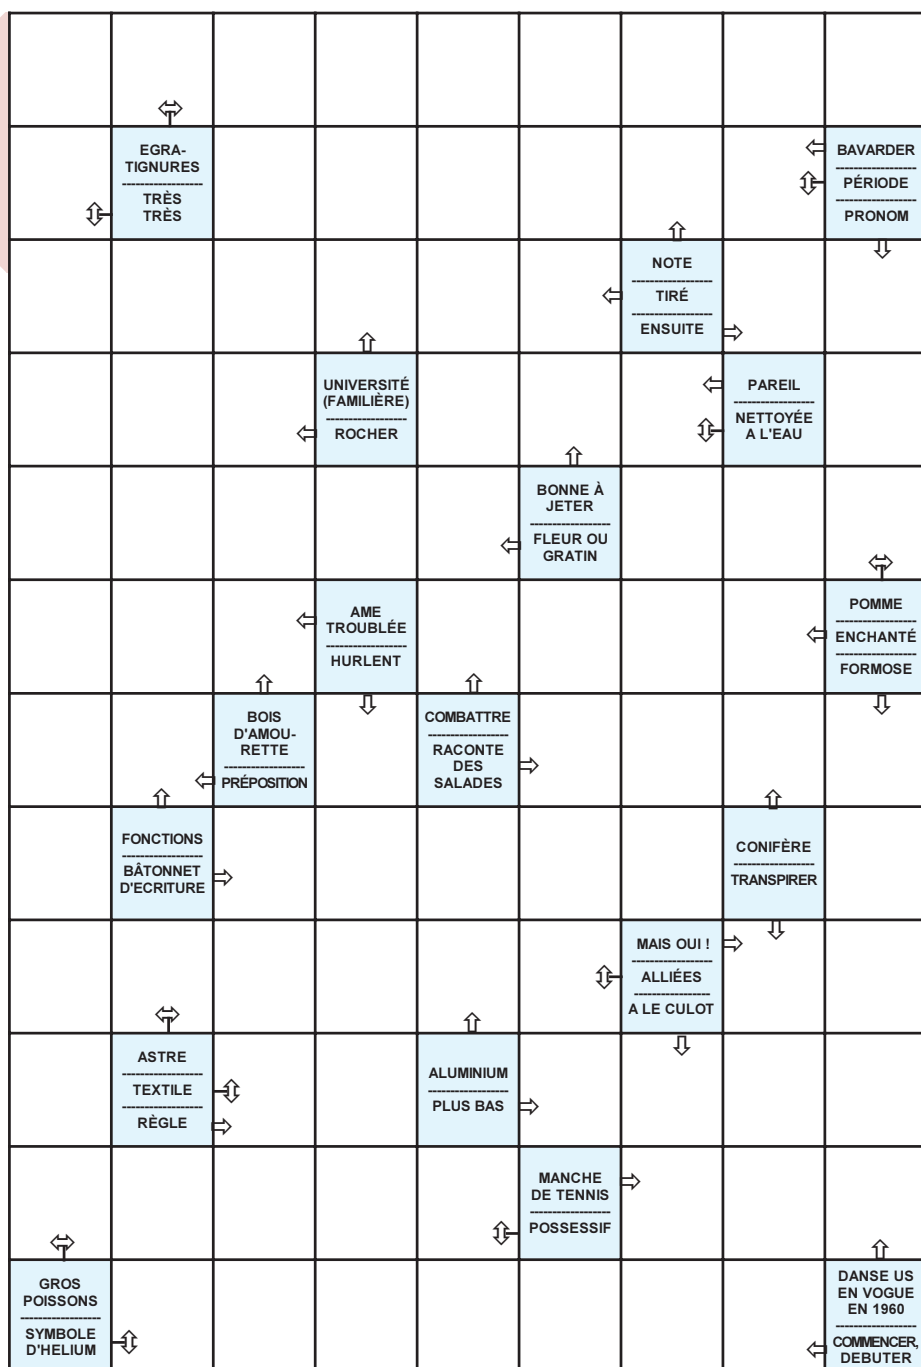 EGRA-
TIGNURES
------------------
TRÈS
TRÈS
BAVARDER
------------------
PÉRIODE
------------------
PRONOM
NOTE
------------------
TIRÉ
------------------
ENSUITE
UNIVERSITÉ
(FAMILIÈRE)
------------------
ROCHER
PAREIL
------------------
NETTOYÉE
A L'EAU
BONNE À
JETER
------------------
FLEUR OU
GRATIN
AME
TROUBLÉE
------------------
HURLENT
POMME
------------------
ENCHANTÉ
------------------
FORMOSE
BOIS
D'AMOU-
RETTE
------------------
PRÉPOSITION
COMBATTRE
------------------
RACONTE
DES
SALADES
FONCTIONS
------------------
BÂTONNET
D'ECRITURE
CONIFÈRE
------------------
TRANSPIRER
MAIS OUI !
------------------
ALLIÉES
------------------
A LE CULOT
ASTRE
------------------
TEXTILE
------------------
RÈGLE
ALUMINIUM
------------------
PLUS BAS
MANCHE
DE TENNIS
------------------
POSSESSIF
GROS
POISSONS
------------------
SYMBOLE
D'HELIUM
DANSE US
EN VOGUE
EN 1960
------------------
COMMENCER,
DEBUTER